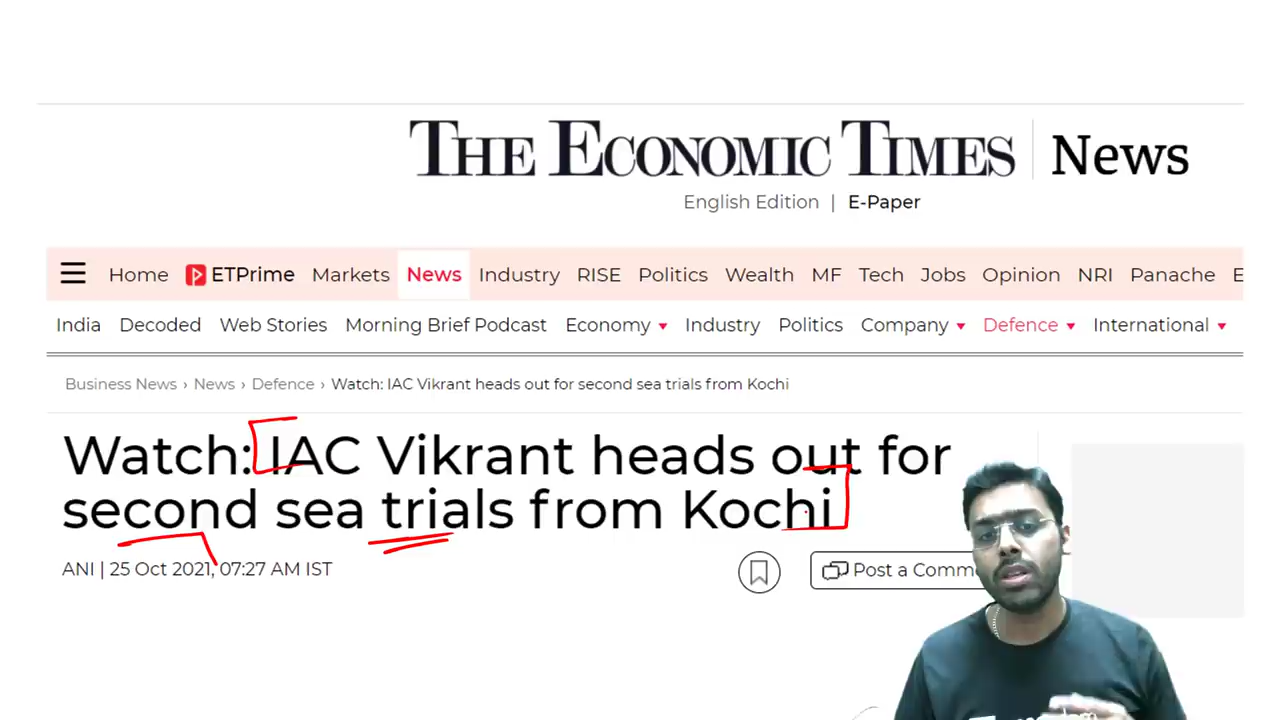 THE ECONOMIC TIMES | News
English Edition | E-Paper
Home ETPrime Markets News Industry RISE Politics Wealth MF Tech Jobs Opinion NRI Panache E
India Decoded Web Stories Morning Brief Podcast Economy Industry Politics Company Defence International
Business News › News › Defence › Watch: IAC Vikrant heads out for second sea trials from Kochi
Watch: IAC Vikrant heads out for
second sea trials from Kochi
ANI | 25 Oct 2021, 07:27 AM IST
Post a Comme